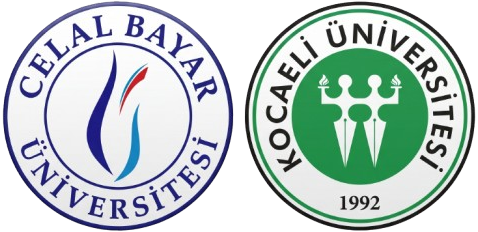 CELAL BAYAR
ÜNİVERSİTESİ
KOCAELİ ÜNİVERSİTESİ
1992